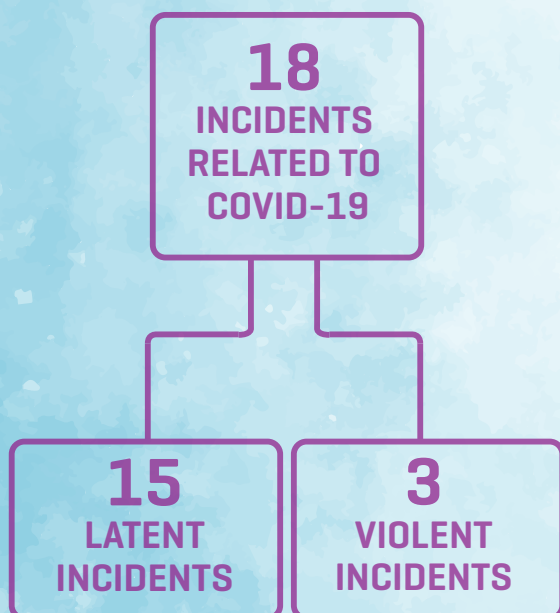 18
INCIDENTS
RELATED TO
COVID-19
15
LATENT
INCIDENTS
3
VIOLENT
INCIDENTS